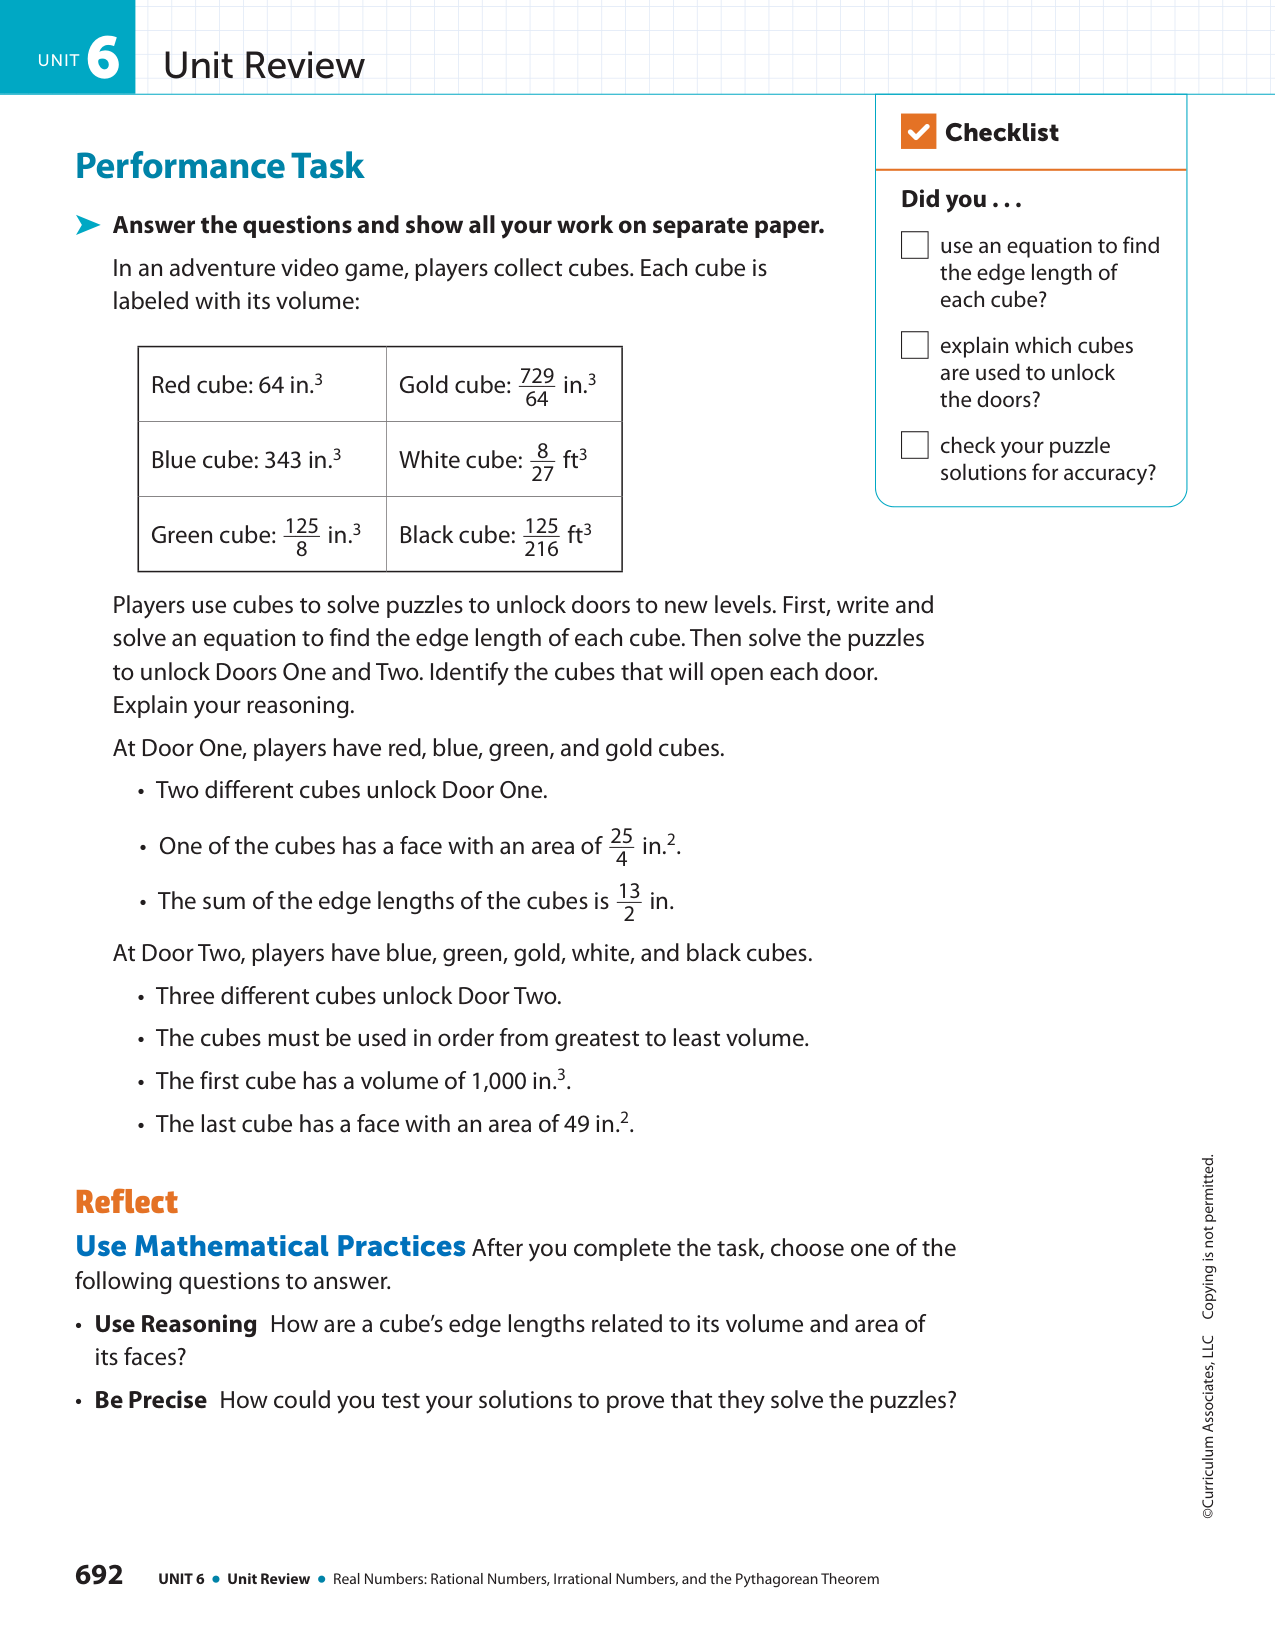 UNIT 6 Unit Review
Checklist
Did you . . .
use an equation to find
the edge length of
each cube?
explain which cubes
are used to unlock
the doors?
check your puzzle
solutions for accuracy?
Performance Task
Answer the questions and show all your work on separate paper.
In an adventure video game, players collect cubes. Each cube is
labeled with its volume:
Red cube: 64 in.³ Gold cube: 729/64 in.³
Blue cube: 343 in.³ White cube: 8/27 ft³
Green cube: 125/8 in.³ Black cube: 125/216 ft³
Players use cubes to solve puzzles to unlock doors to new levels. First, write and
solve an equation to find the edge length of each cube. Then solve the puzzles
to unlock Doors One and Two. Identify the cubes that will open each door.
Explain your reasoning.
At Door One, players have red, blue, green, and gold cubes.
• Two different cubes unlock Door One.
• One of the cubes has a face with an area of 25/4 in.².
• The sum of the edge lengths of the cubes is 13/2 in.
At Door Two, players have blue, green, gold, white, and black cubes.
• Three different cubes unlock Door Two.
• The cubes must be used in order from greatest to least volume.
• The first cube has a volume of 1,000 in.³.
• The last cube has a face with an area of 49 in.².
Reflect
Use Mathematical Practices After you complete the task, choose one of the
following questions to answer.
• Use Reasoning How are a cube’s edge lengths related to its volume and area of
its faces?
• Be Precise How could you test your solutions to prove that they solve the puzzles?
©Curriculum Associates, LLC Copying is not permitted.
692 UNIT 6 • Unit Review • Real Numbers: Rational Numbers, Irrational Numbers, and the Pythagorean Theorem